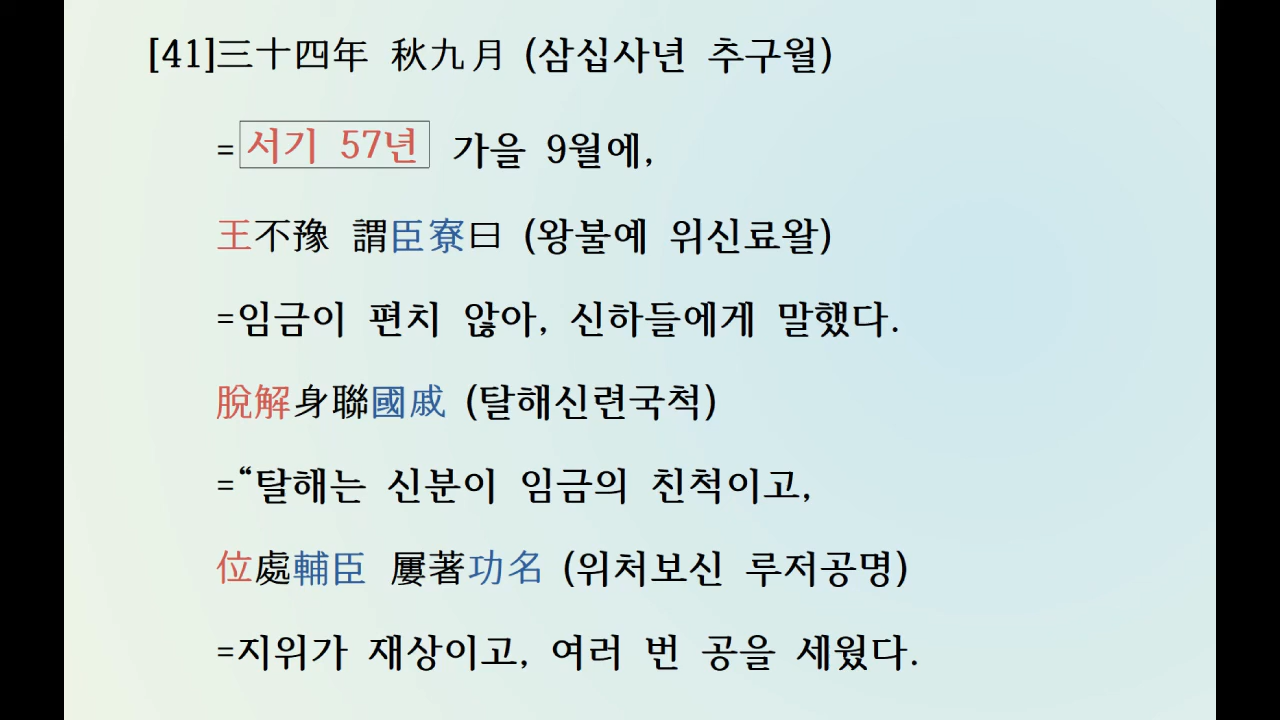 [41]三十四年 秋九月 (삼십사년 추구월)
=서기 57년 가을 9월에,
王不豫 謂臣寮曰 (왕불예 위신료왈)
=임금이 편치 않아, 신하들에게 말했다.
脫解身聯國戚 (탈해신련국척)
=“탈해는 신분이 임금의 친척이고,
位處輔臣 屢著功名 (위처보신 루저공명)
=지위가 재상이고, 여러 번 공을 세웠다.